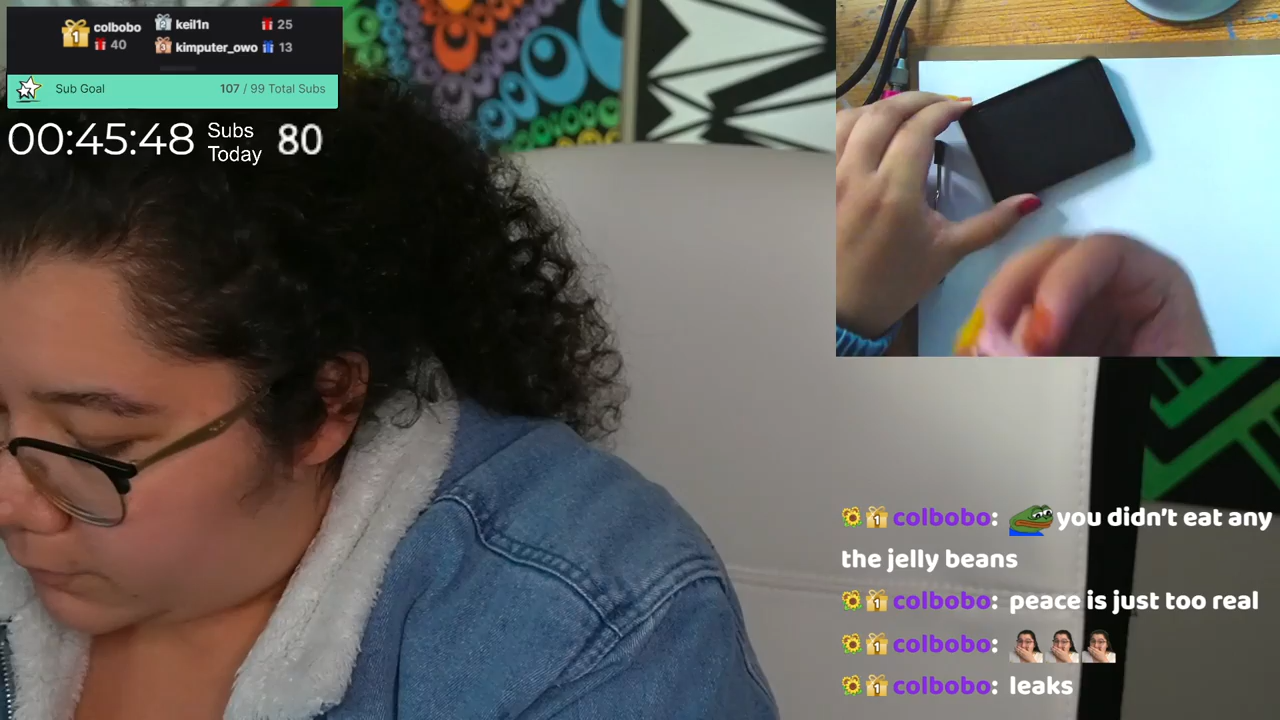 colbobo
40
keil1n
25
kimputer_owo
13
Sub Goal
107 / 99 Total Subs
00:45:48
Subs Today
80
colbobo: you didn't eat any
the jelly beans
colbobo: peace is just too real
colbobo:
colbobo: leaks